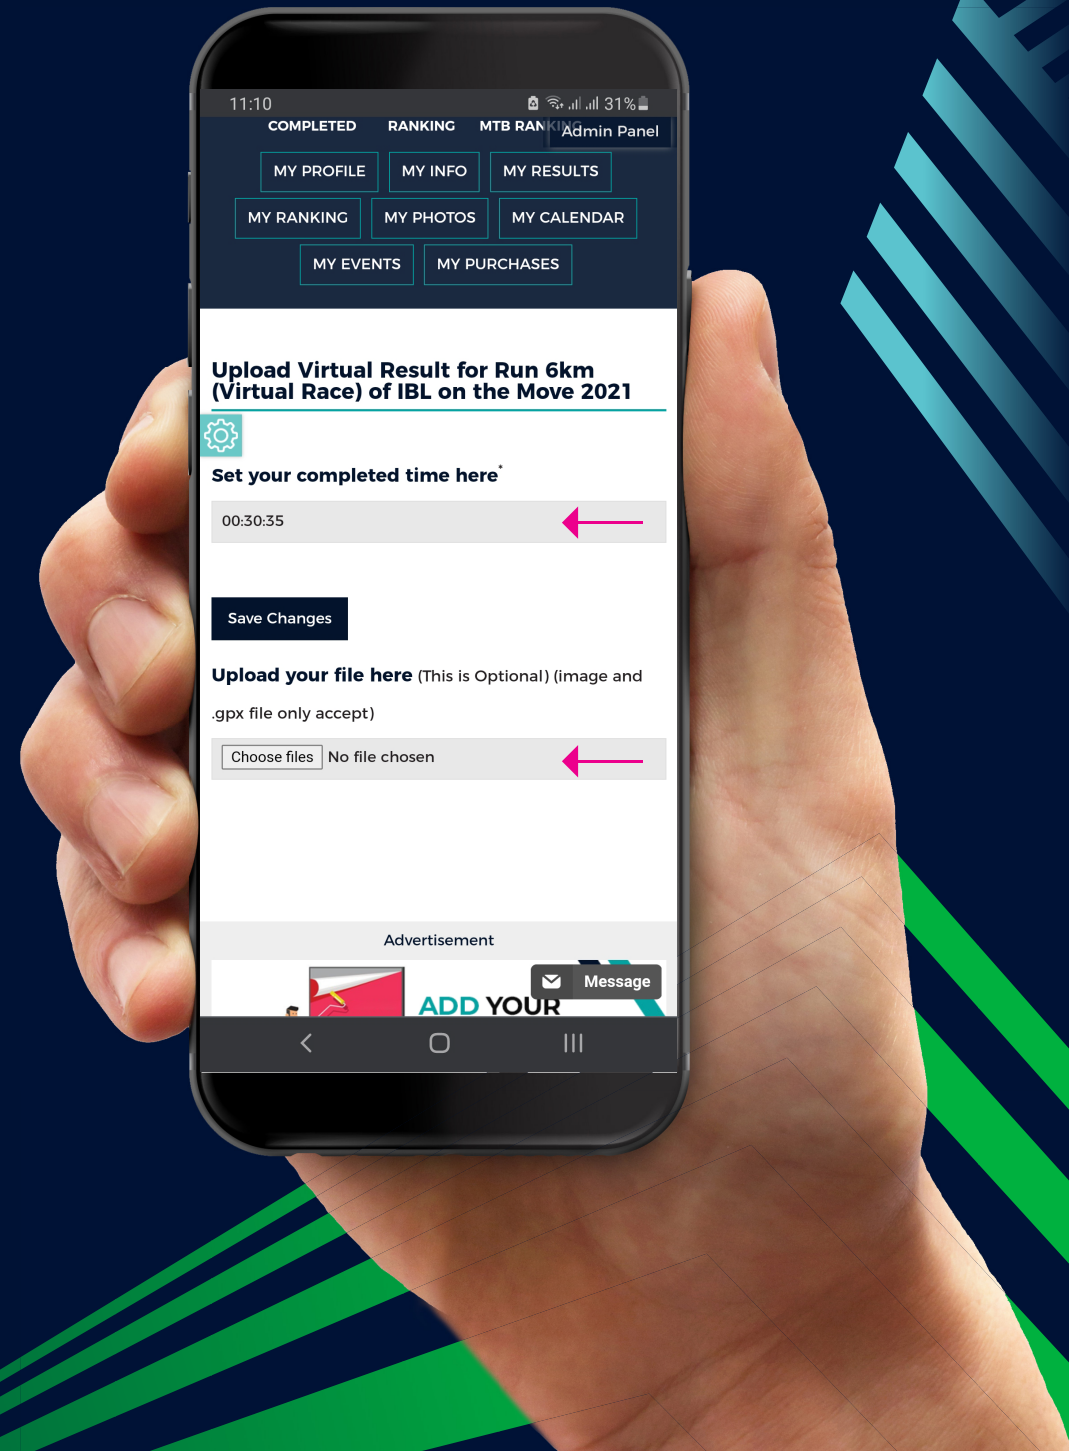 11:10 31%
COMPLETED RANKING MTB RANKING
Admin Panel
MY PROFILE MY INFO MY RESULTS
MY RANKING MY PHOTOS MY CALENDAR
MY EVENTS MY PURCHASES
Upload Virtual Result for Run 6km
(Virtual Race) of IBL on the Move 2021
Set your completed time here*
00:30:35
Save Changes
Upload your file here (This is Optional) (image and
.gpx file only accept)
Choose files No file chosen
Advertisement
Message
ADD YOUR